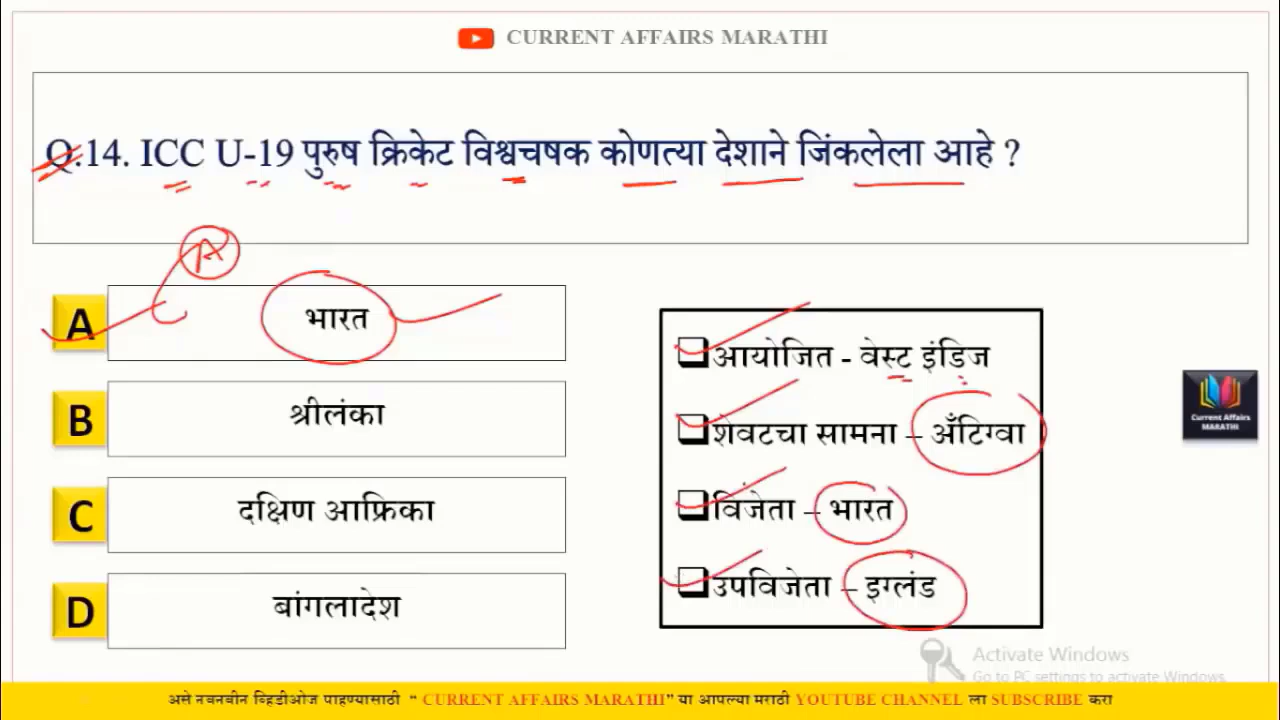 CURRENT AFFAIRS MARATHI
Q.14. ICC U-19 पुरुष क्रिकेट विश्वचषक कोणत्या देशाने जिंकलेला आहे ?
A
A भारत
B श्रीलंका
C दक्षिण आफ्रिका
D बांगलादेश
आयोजित - वेस्ट इंडिज
शेवटचा सामना – अँटिग्वा
विजेता – भारत
उपविजेता – इग्लंड
Current Affairs
MARATHI
Activate Windows
Go to PC settings to activate Windows.
असे नवनवीन व्हिडीओज पाहण्यासाठी “ CURRENT AFFAIRS MARATHI” या आपल्या मराठी YOUTUBE CHANNEL ला SUBSCRIBE करा